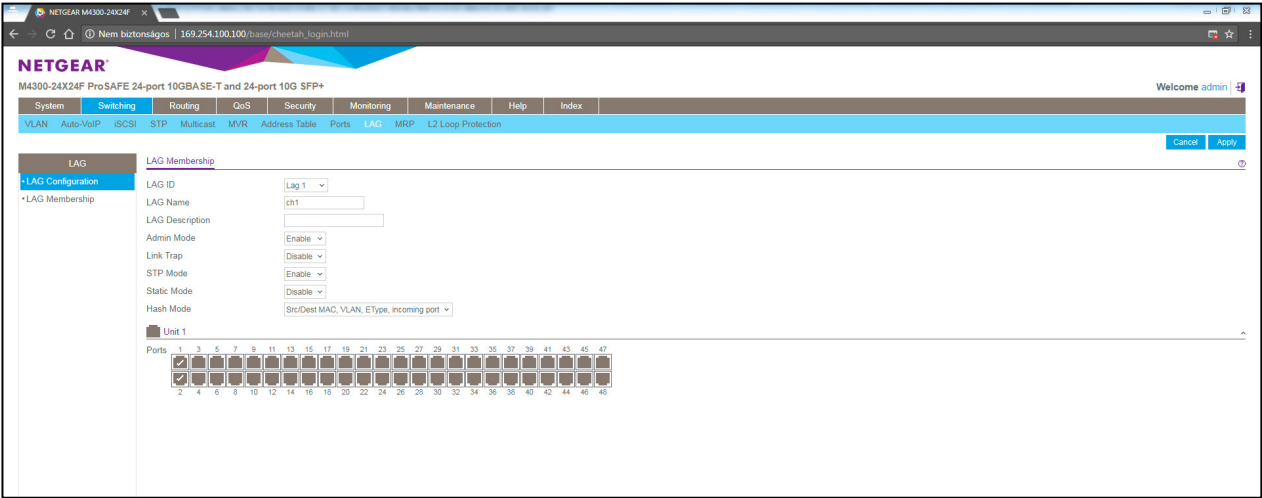 NETGEAR M4300-24X24F
Nem biztonságos | 169.254.100.100/base/cheetah_login.html
NETGEAR®
M4300-24X24F ProSAFE 24-port 10GBASE-T and 24-port 10G SFP+
Welcome admin
System Switching Routing QoS Security Monitoring Maintenance Help Index
VLAN Auto-VoIP iSCSI STP Multicast MVR Address Table Ports LAG MRP L2 Loop Protection
Cancel Apply
LAG
• LAG Configuration
• LAG Membership
LAG Membership
LAG ID Lag 1
LAG Name ch1
LAG Description
Admin Mode Enable
Link Trap Disable
STP Mode Enable
Static Mode Disable
Hash Mode Src/Dest MAC, VLAN, EType, incoming port
Unit 1
Ports 1 3 5 7 9 11 13 15 17 19 21 23 25 27 29 31 33 35 37 39 41 43 45 47
2 4 6 8 10 12 14 16 18 20 22 24 26 28 30 32 34 36 38 40 42 44 46 48